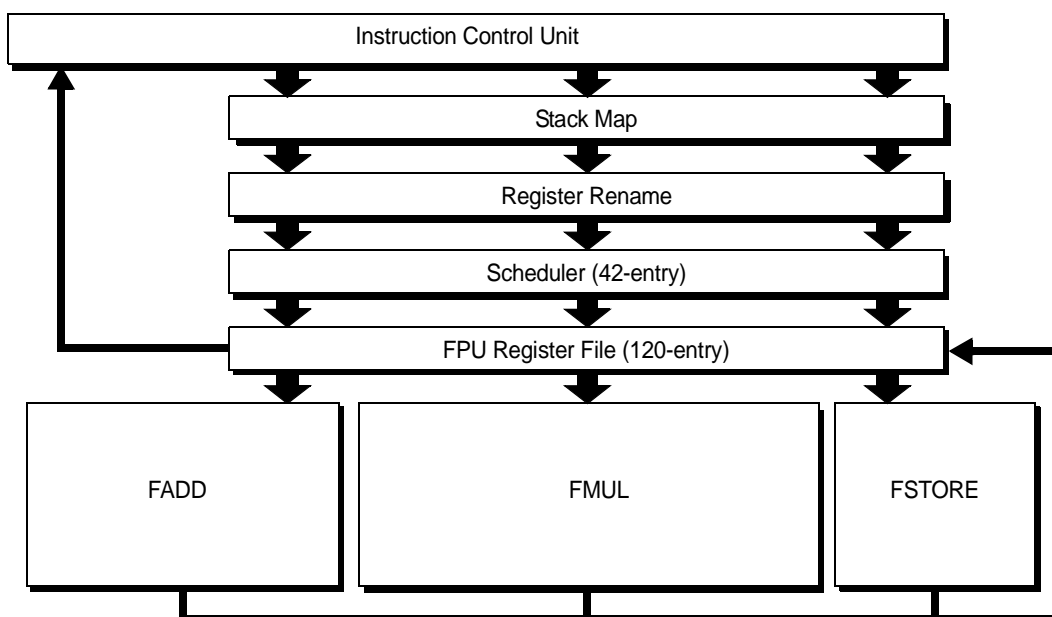 Instruction Control Unit
Stack Map
Register Rename
Scheduler (42-entry)
FPU Register File (120-entry)
FADD
FMUL
FSTORE